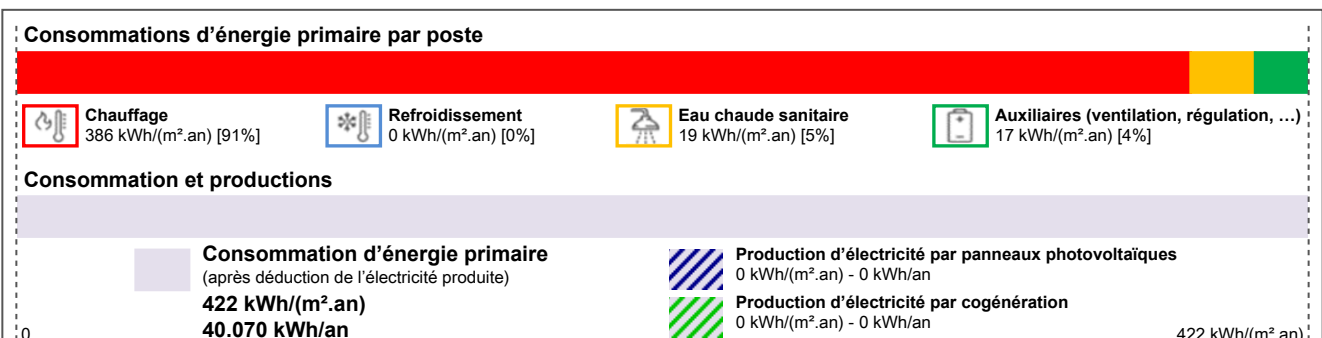 Consommations d’énergie primaire par poste
Chauffage
386 kWh/(m².an) [91%]
Refroidissement
0 kWh/(m².an) [0%]
Eau chaude sanitaire
19 kWh/(m².an) [5%]
Auxiliaires (ventilation, régulation, …)
17 kWh/(m².an) [4%]
Consommation et productions
Consommation d’énergie primaire
(après déduction de l’électricité produite)
422 kWh/(m².an)
40.070 kWh/an
Production d’électricité par panneaux photovoltaïques
0 kWh/(m².an) - 0 kWh/an
Production d’électricité par cogénération
0 kWh/(m².an) - 0 kWh/an
0
422 kWh/(m².an)